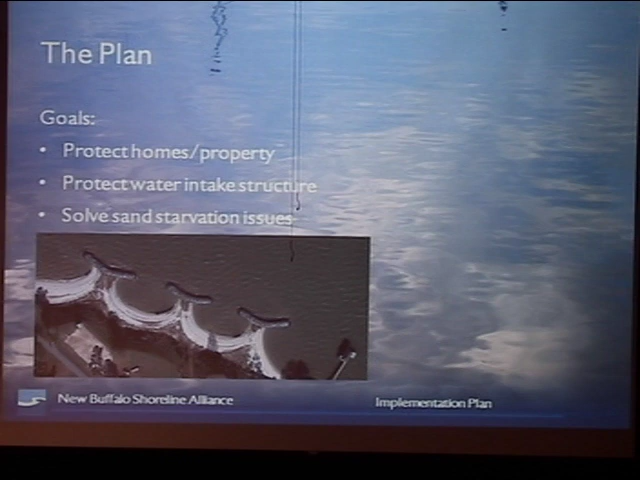 The Plan
Goals:
• Protect homes/property
• Protect water intake structure
• Solve sand starvation issues
New Buffalo Shoreline Alliance
Implementation Plan